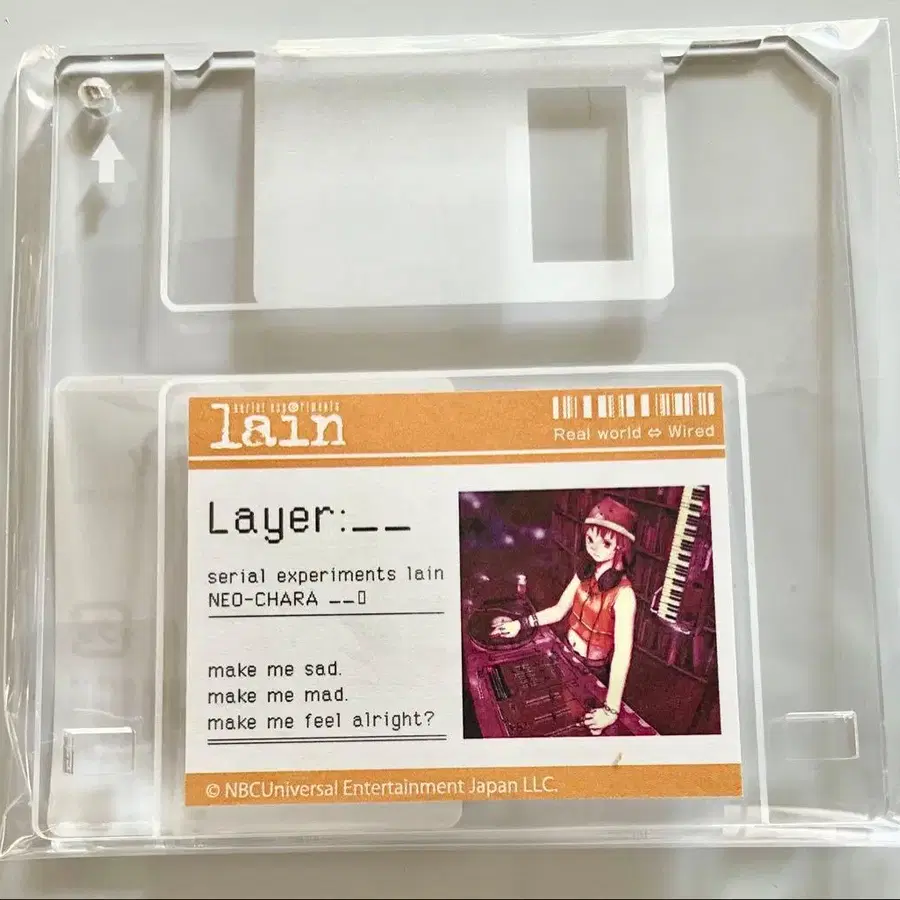 serial experiments
lain
Real world ⇔ Wired
Layer:__
serial experiments lain
NEO-CHARA __▯
make me sad.
make me mad.
make me feel alright?
© NBCUniversal Entertainment Japan LLC.